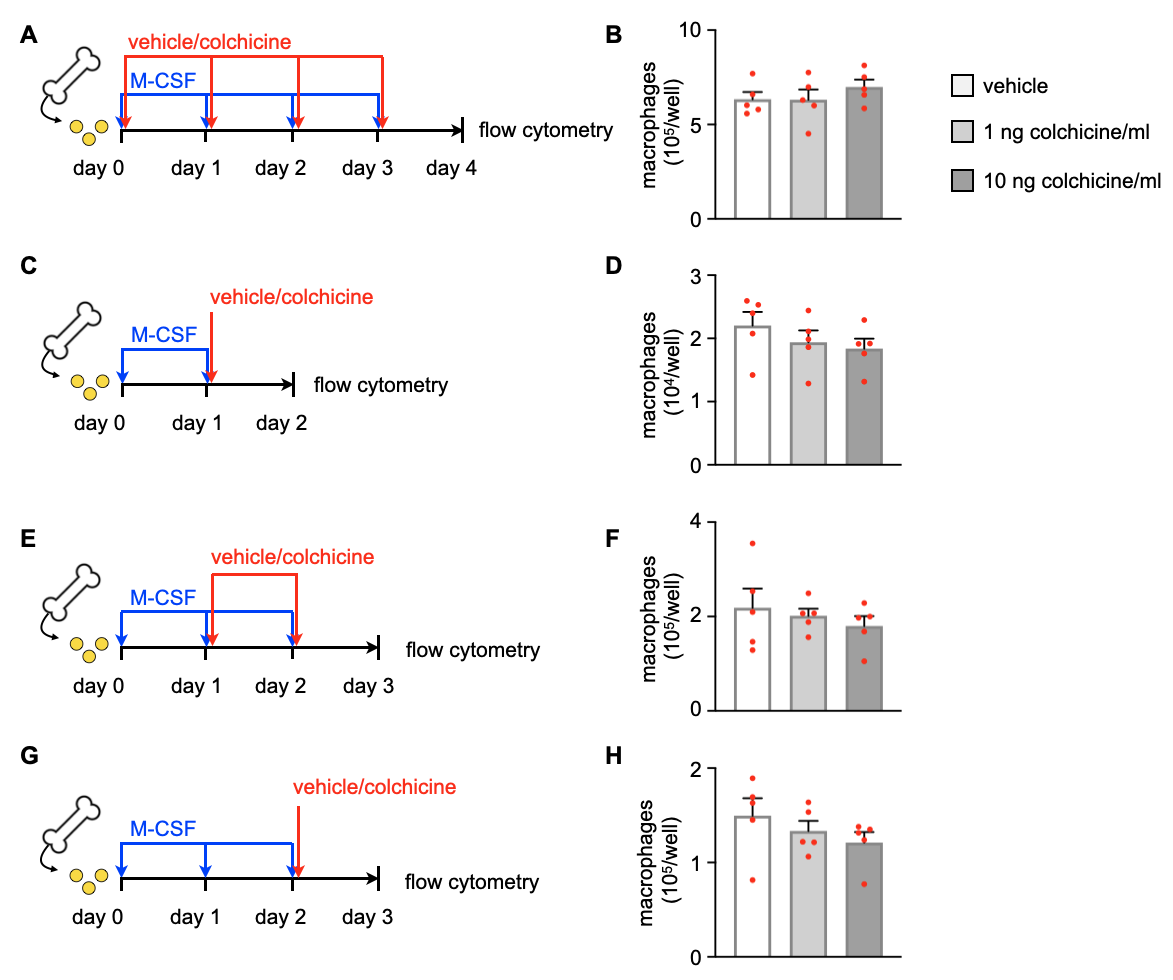 A
vehicle/colchicine
M-CSF
flow cytometry
day 0 day 1 day 2 day 3 day 4
B
macrophages
(10⁵/well)
10
5
0
vehicle
1 ng colchicine/ml
10 ng colchicine/ml
C
vehicle/colchicine
M-CSF
flow cytometry
day 0 day 1 day 2
D
macrophages
(10⁴/well)
3
2
1
0
E
vehicle/colchicine
M-CSF
flow cytometry
day 0 day 1 day 2 day 3
F
macrophages
(10⁵/well)
4
2
0
G
vehicle/colchicine
M-CSF
flow cytometry
day 0 day 1 day 2 day 3
H
macrophages
(10⁵/well)
2
1
0